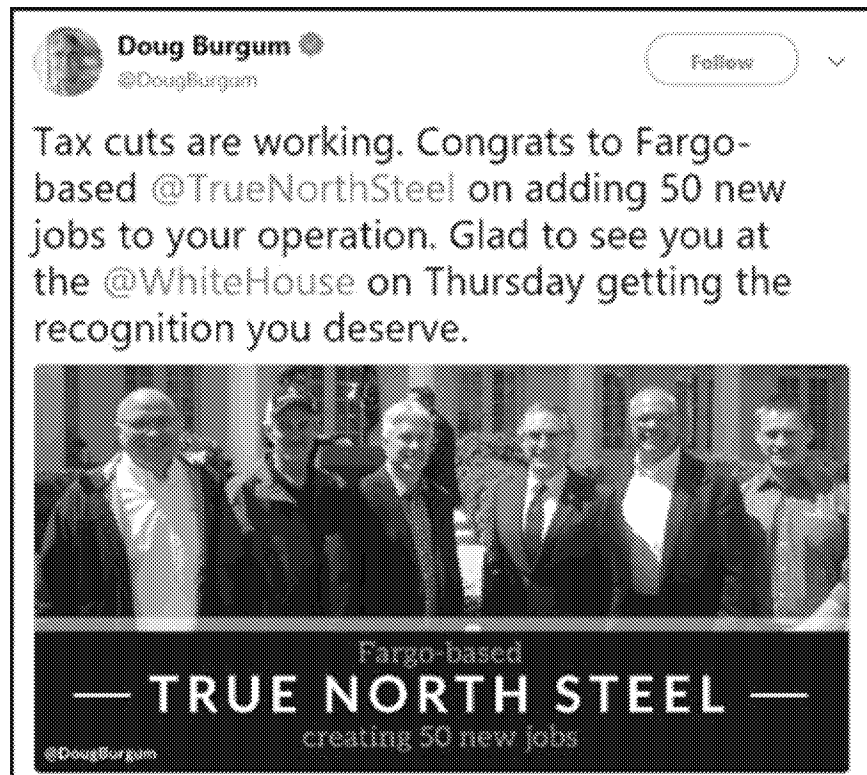 Doug Burgum
@DougBurgum
Follow
Tax cuts are working. Congrats to Fargo-
based @TrueNorthSteel on adding 50 new
jobs to your operation. Glad to see you at
the @WhiteHouse on Thursday getting the
recognition you deserve.
Fargo-based
— TRUE NORTH STEEL —
creating 50 new jobs
@DougBurgum